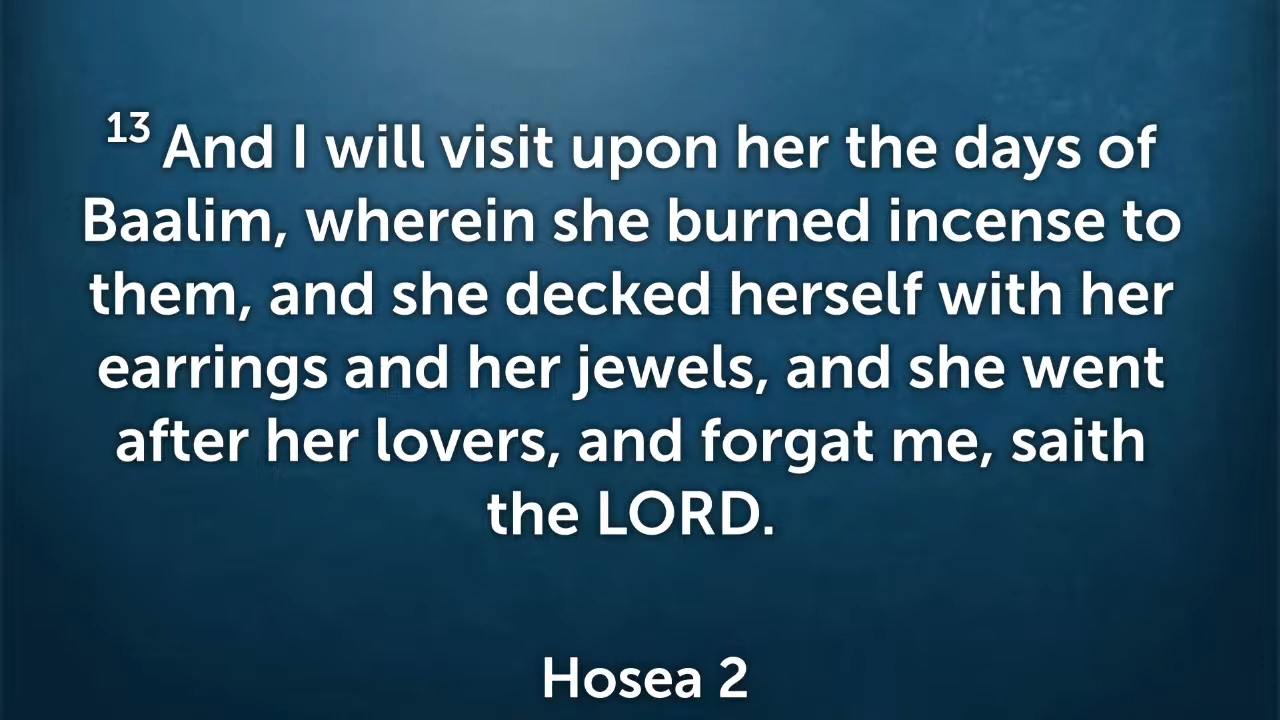 13 And I will visit upon her the days of
Baalim, wherein she burned incense to
them, and she decked herself with her
earrings and her jewels, and she went
after her lovers, and forgat me, saith
the LORD.
Hosea 2